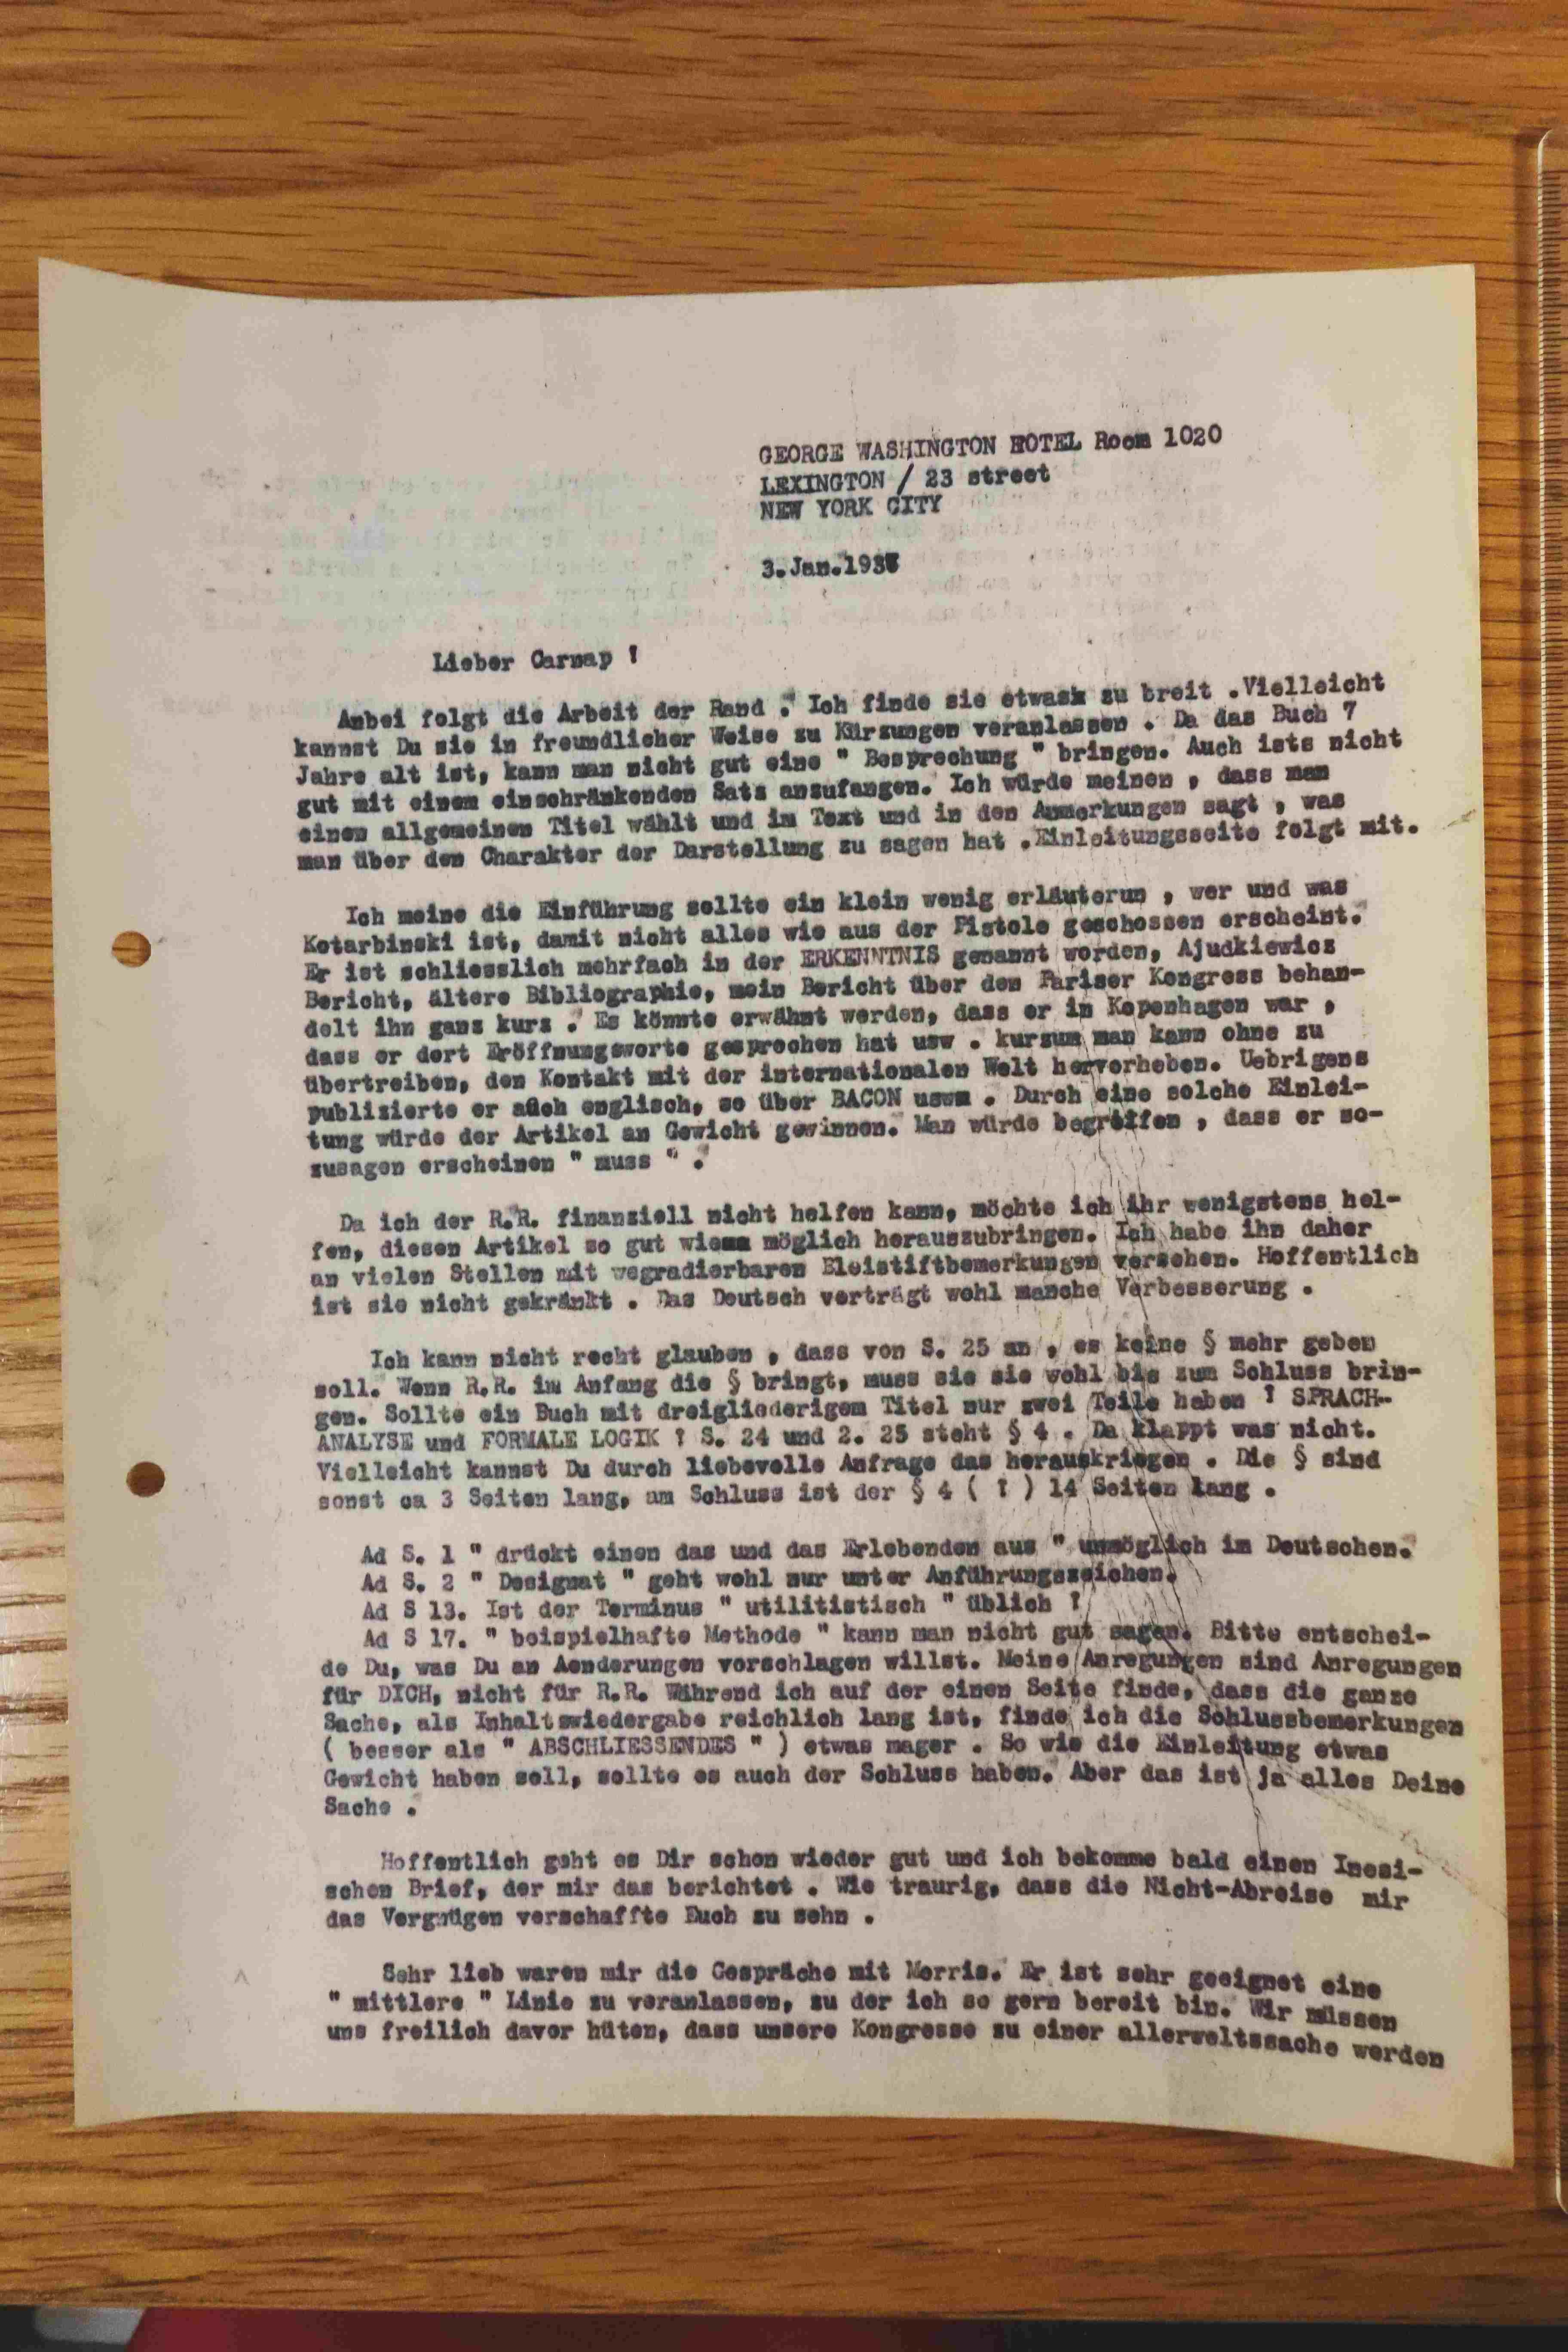 GEORGE WASHINGTON HOTEL Room 1020
LEXINGTON / 23 street
NEW YORK CITY
3.Jan.1937
Lieber Carnap !
Anbei folgt die Arbeit der Rand . Ich finde sie etwask zu breit .Vielleicht
kannst Du sie in freundlicher Weise zu Kürzungen veranlassen . Da das Buch 7
Jahre alt ist, kann man nicht gut eine " Besprechung " bringen. Auch ists nicht
gut mit einem einschränkenden Satz anzufangen. Ich würde meinen , dass man
einen allgemeinen Titel wählt und im Text und in den Anmerkungen sagt , was
man über den Charakter der Darstellung zu sagen hat .Einleitungsseite folgt mit.
Ich meine die Einführung sollte ein klein wenig erläuterun , wer und was
Kotarbinski ist, damit nicht alles wie aus der Pistole geschossen erscheint.
Er ist schliesslich mehrfach in der ERKENNTNIS genannt worden, Ajudkiewicz
Bericht, ältere Bibliographie, mein Bericht über den Pariser Kongress behan-
delt ihn ganz kurz . Es könnte erwähnt werden, dass er in Kopenhagen war ,
dass er dort Eröffnungsworte gesprochen hat usw . kurzum man kann ohne zu
übertreiben, den Kontakt mit der internationalen Welt hervorheben. Uebrigens
publizierte er auch englisch, so über BACON uswm . Durch eine solche Einlei-
tung würde der Artikel an Gewicht gewinnen. Man würde begreifen , dass er so-
zusagen erscheinen " muss " .
Da ich der R.R. finanziell nicht helfen kann, möchte ich ihr wenigstens hel-
fen, diesen Artikel so gut wiemm möglich herauszubringen. Ich habe ihn daher
an vielen Stellen mit wegradierbaren Bleistiftbemerkungen versehen. Hoffentlich
ist sie nicht gekränkt . Das Deutsch verträgt wohl manche Verbesserung .
Ich kann nicht recht glauben , dass von S. 25 an , es keine § mehr geben
soll. Wenn R.R. im Anfang die § bringt, muss sie sie wohl bis zum Schluss brin-
gen. Sollte ein Buch mit dreigliederigem Titel nur zwei Teile haben ? SPRACH-
ANALYSE und FORMALE LOGIK ? S. 24 und 2. 25 steht § 4 . Da klappt was nicht.
Vielleicht kannst Du durch liebevolle Anfrage das herauskriegen . Die § sind
sonst ca 3 Seiten lang, am Schluss ist der § 4 ( ! ) 14 Seiten lang .
Ad S. 1 " drückt einen das und das Erlebenden aus " unmöglich im Deutschen.
Ad S. 2 " Designat " geht wohl nur unter Anführungszeichen.
Ad S 13. Ist der Terminus " utilitistisch " üblich ?
Ad S 17. " beispielhafte Methode " kann man nicht gut sagen. Bitte entschei-
de Du, was Du an Aenderungen vorschlagen willst. Meine Anregungen sind Anregungen
für DICH, nicht für R.R. Während ich auf der einen Seite finde, dass die ganze
Sache, als Inhaltswiedergabe reichlich lang ist, finde ich die Schlussbemerkungen
( besser als " ABSCHLIESSENDES " ) etwas mager . So wie die Einleitung etwas
Gewicht haben soll, sollte es auch der Schluss haben. Aber das ist ja alles Deine
Sache .
Hoffentlich geht es Dir schon wieder gut und ich bekomme bald einen Inesi-
schen Brief, der mir das berichtet . Wie traurig, dass die Nicht-Abreise mir
das Vergnügen verschaffte Euch zu sehn .
Sehr lieb waren mir die Gespräche mit Morris. Er ist sehr geeignet eine
" mittlere " Linie zu veranlassen, zu der ich so gern bereit bin. Wir müssen
uns freilich davor hüten, dass unsere Kongresse zu einer allerweltssache werden